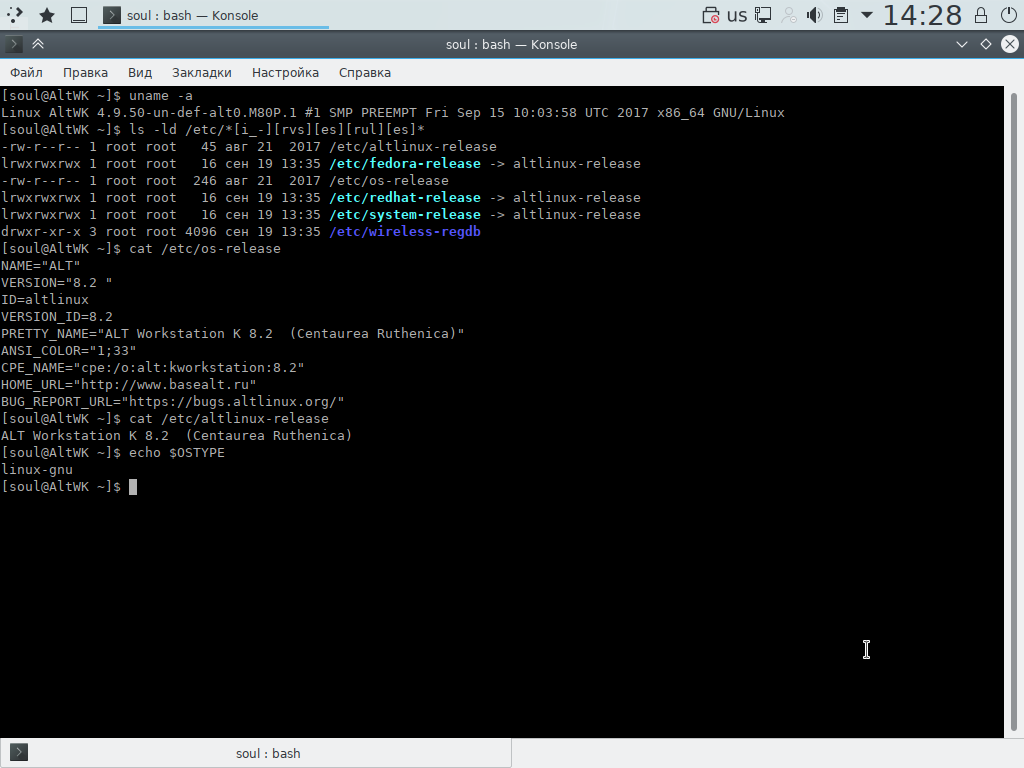 soul : bash — Konsole
us
14:28
soul : bash — Konsole
Файл Правка Вид Закладки Настройка Справка
[soul@AltWK ~]$ uname -a
Linux AltWK 4.9.50-un-def-alt0.M80P.1 #1 SMP PREEMPT Fri Sep 15 10:03:58 UTC 2017 x86_64 GNU/Linux
[soul@AltWK ~]$ ls -ld /etc/*[i_-][rvs][es][rul][es]*
-rw-r--r-- 1 root root   45 авг 21  2017 /etc/altlinux-release
lrwxrwxrwx 1 root root   16 сен 19 13:35 /etc/fedora-release -> altlinux-release
-rw-r--r-- 1 root root  246 авг 21  2017 /etc/os-release
lrwxrwxrwx 1 root root   16 сен 19 13:35 /etc/redhat-release -> altlinux-release
lrwxrwxrwx 1 root root   16 сен 19 13:35 /etc/system-release -> altlinux-release
drwxr-xr-x 3 root root 4096 сен 19 13:35 /etc/wireless-regdb
[soul@AltWK ~]$ cat /etc/os-release
NAME="ALT"
VERSION="8.2 "
ID=altlinux
VERSION_ID=8.2
PRETTY_NAME="ALT Workstation K 8.2  (Centaurea Ruthenica)"
ANSI_COLOR="1;33"
CPE_NAME="cpe:/o:alt:kworkstation:8.2"
HOME_URL="http://www.basealt.ru"
BUG_REPORT_URL="https://bugs.altlinux.org/"
[soul@AltWK ~]$ cat /etc/altlinux-release
ALT Workstation K 8.2  (Centaurea Ruthenica)
[soul@AltWK ~]$ echo $OSTYPE
linux-gnu
[soul@AltWK ~]$
soul : bash